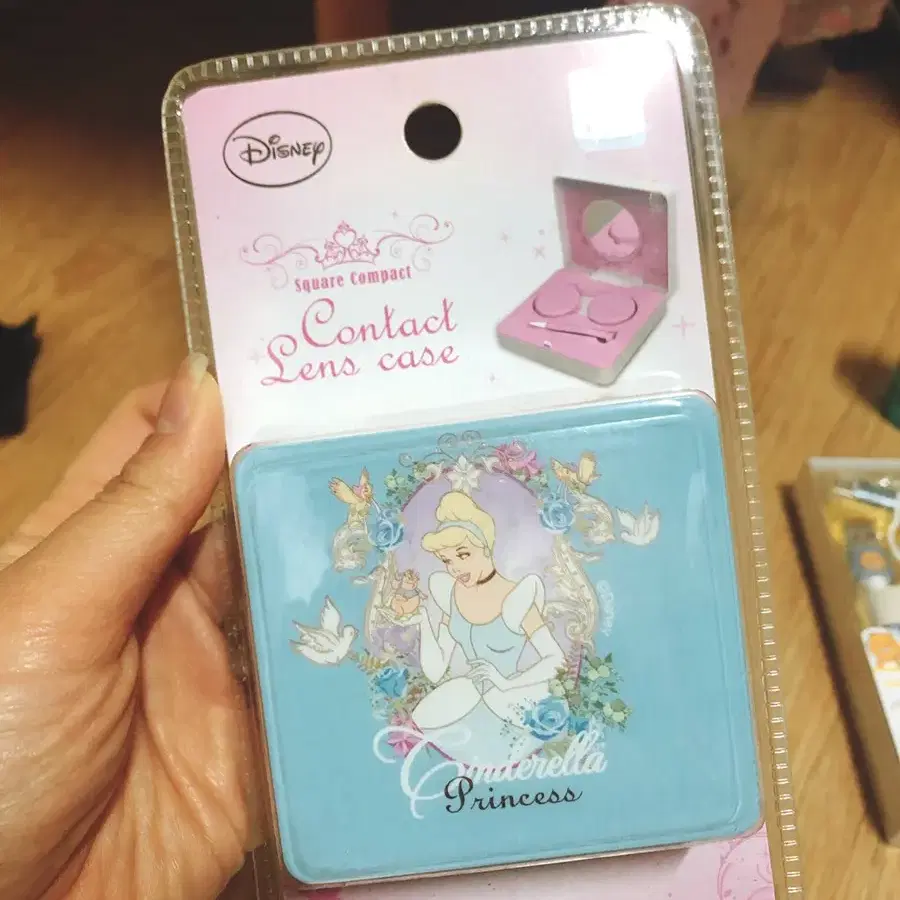 Disney
Square Compact
Contact
Lens case
Cinderella
Princess